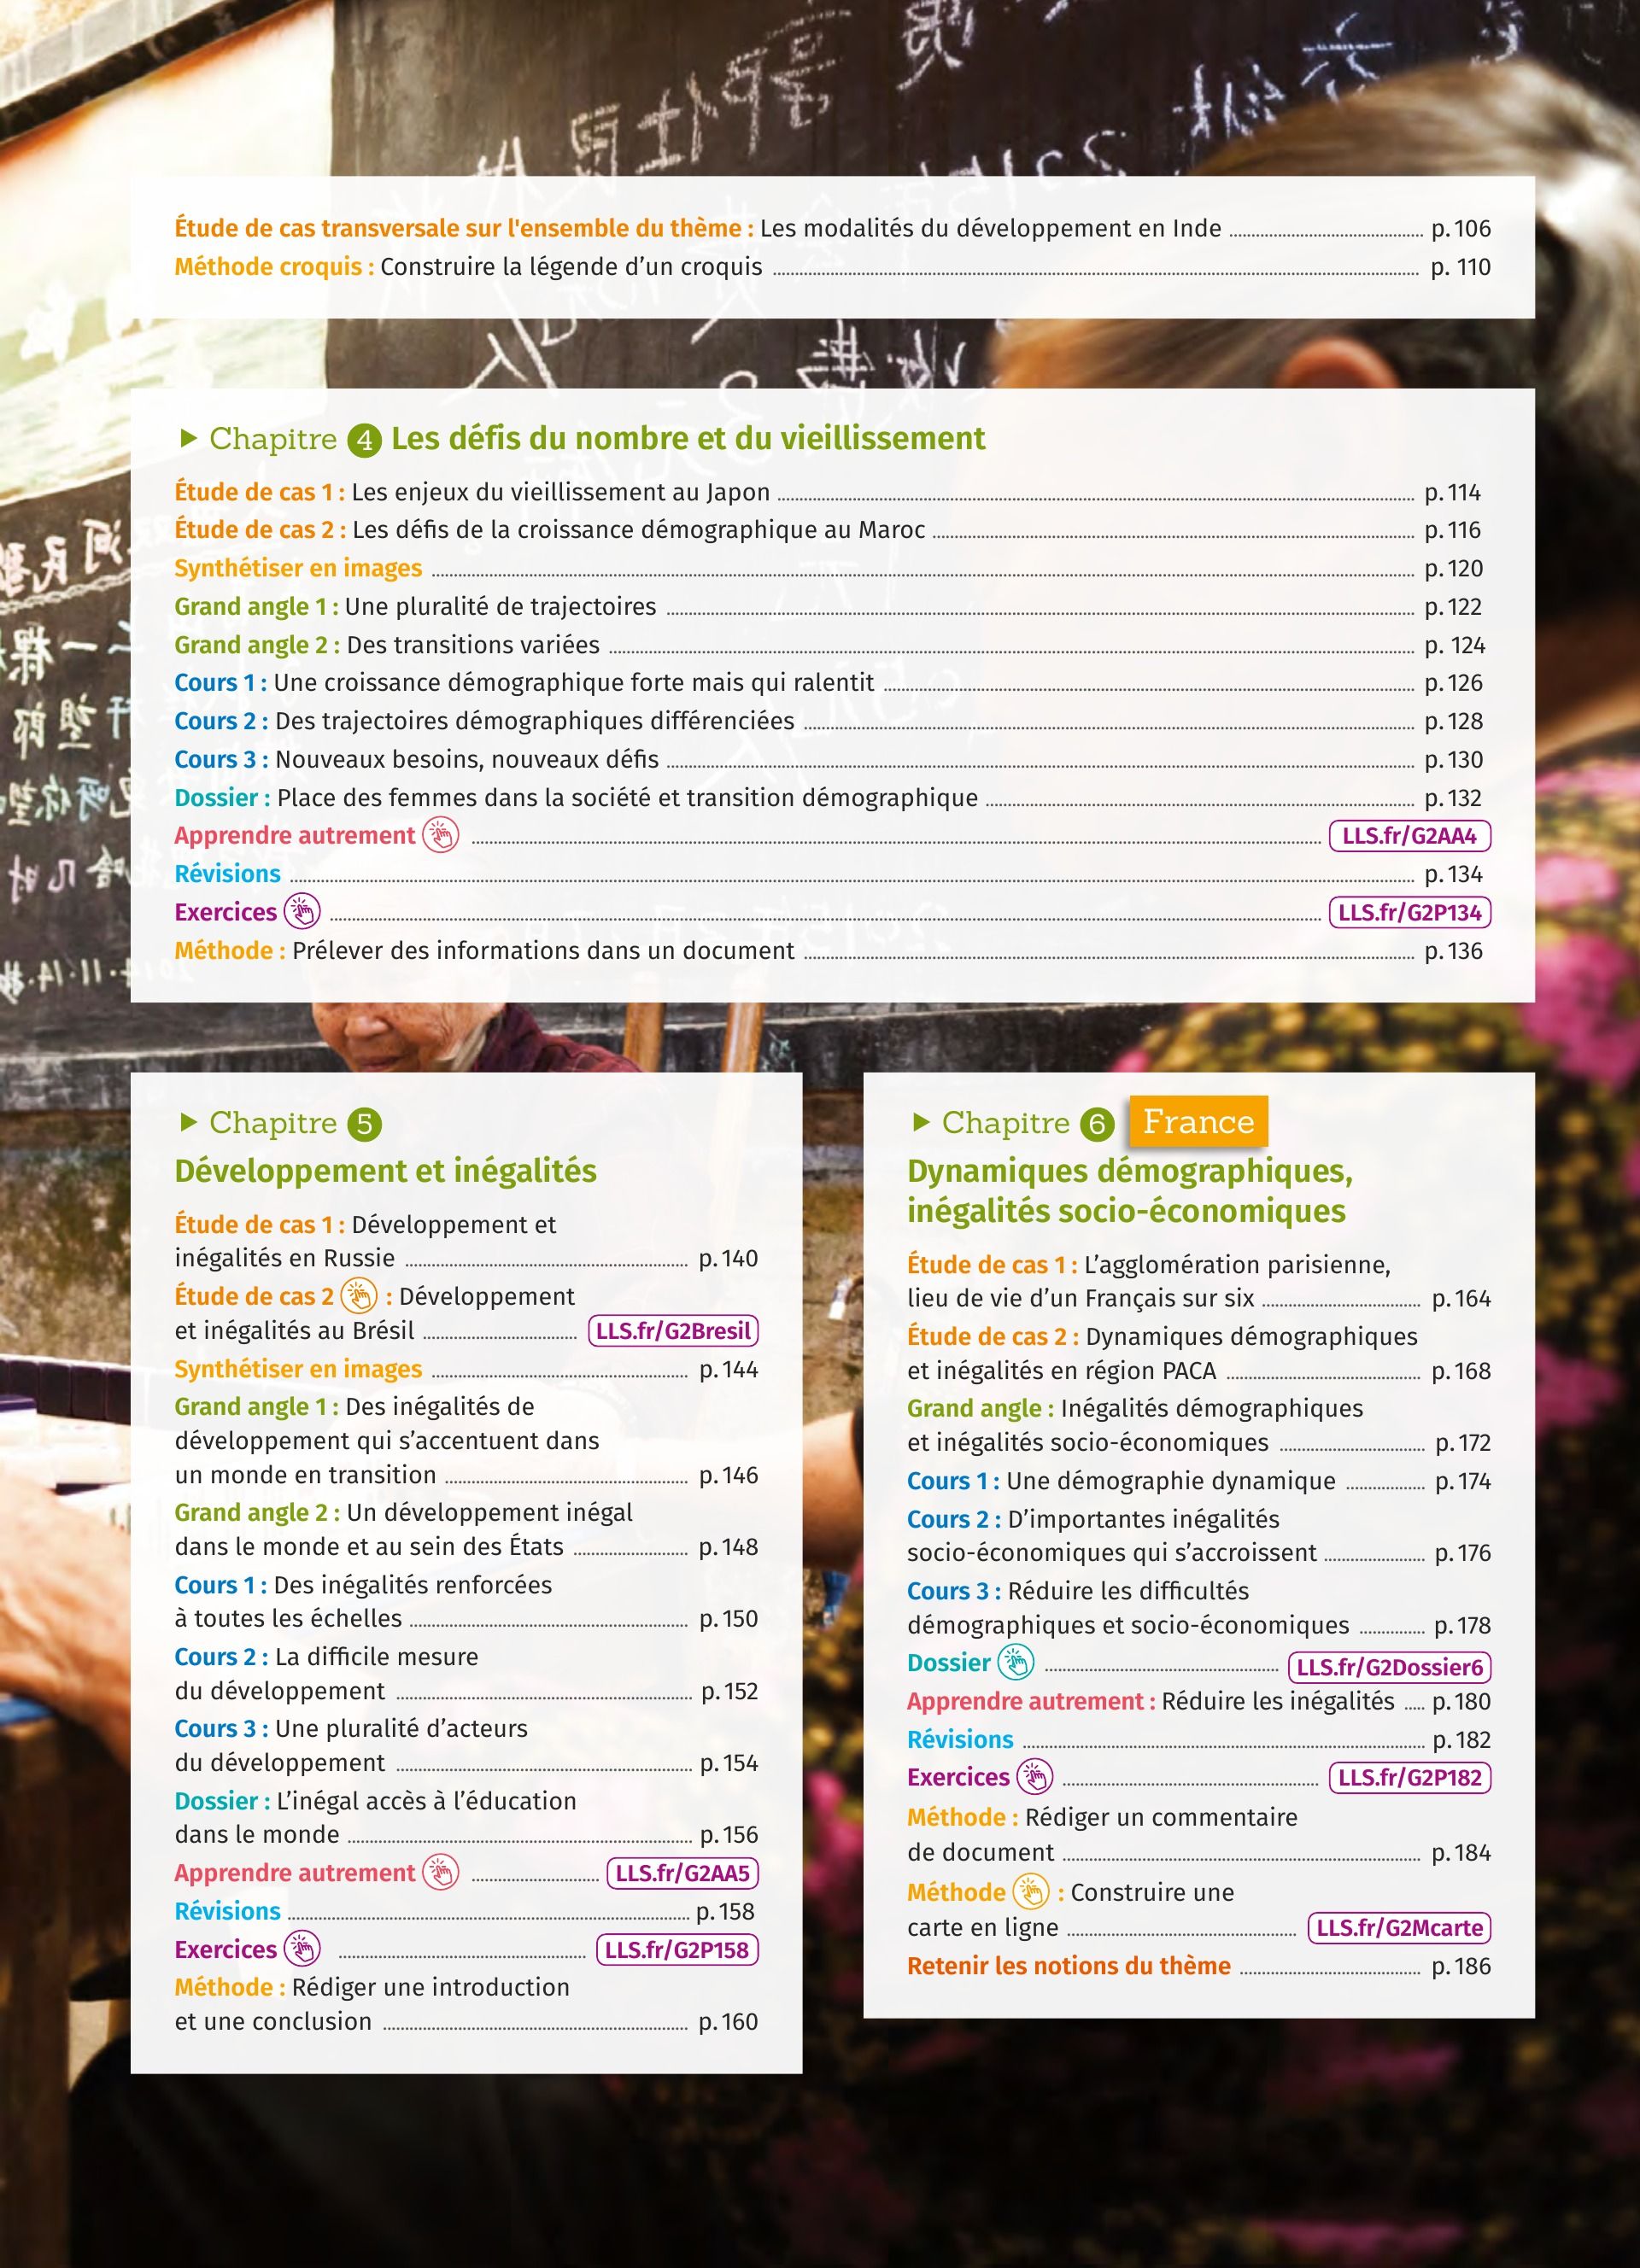 Étude de cas transversale sur l'ensemble du thème : Les modalités du développement en Inde p. 106
Méthode croquis : Construire la légende d’un croquis p. 110
Chapitre 4 Les défis du nombre et du vieillissement
Étude de cas 1 : Les enjeux du vieillissement au Japon p. 114
Étude de cas 2 : Les défis de la croissance démographique au Maroc p. 116
Synthétiser en images p. 120
Grand angle 1 : Une pluralité de trajectoires p. 122
Grand angle 2 : Des transitions variées p. 124
Cours 1 : Une croissance démographique forte mais qui ralentit p. 126
Cours 2 : Des trajectoires démographiques différenciées p. 128
Cours 3 : Nouveaux besoins, nouveaux défis p. 130
Dossier : Place des femmes dans la société et transition démographique p. 132
Apprendre autrement LLS.fr/G2AA4
Révisions p. 134
Exercices LLS.fr/G2P134
Méthode : Prélever des informations dans un document p. 136
Chapitre 5
Développement et inégalités
Étude de cas 1 : Développement et
inégalités en Russie p. 140
Étude de cas 2 : Développement
et inégalités au Brésil LLS.fr/G2Bresil
Synthétiser en images p. 144
Grand angle 1 : Des inégalités de
développement qui s’accentuent dans
un monde en transition p. 146
Grand angle 2 : Un développement inégal
dans le monde et au sein des États p. 148
Cours 1 : Des inégalités renforcées
à toutes les échelles p. 150
Cours 2 : La difficile mesure
du développement p. 152
Cours 3 : Une pluralité d’acteurs
du développement p. 154
Dossier : L’inégal accès à l’éducation
dans le monde p. 156
Apprendre autrement LLS.fr/G2AA5
Révisions p. 158
Exercices LLS.fr/G2P158
Méthode : Rédiger une introduction
et une conclusion p. 160
Chapitre 6 France
Dynamiques démographiques,
inégalités socio-économiques
Étude de cas 1 : L’agglomération parisienne,
lieu de vie d’un Français sur six p. 164
Étude de cas 2 : Dynamiques démographiques
et inégalités en région PACA p. 168
Grand angle : Inégalités démographiques
et inégalités socio-économiques p. 172
Cours 1 : Une démographie dynamique p. 174
Cours 2 : D’importantes inégalités
socio-économiques qui s’accroissent p. 176
Cours 3 : Réduire les difficultés
démographiques et socio-économiques p. 178
Dossier LLS.fr/G2Dossier6
Apprendre autrement : Réduire les inégalités p. 180
Révisions p. 182
Exercices LLS.fr/G2P182
Méthode : Rédiger un commentaire
de document p. 184
Méthode : Construire une
carte en ligne LLS.fr/G2Mcarte
Retenir les notions du thème p. 186